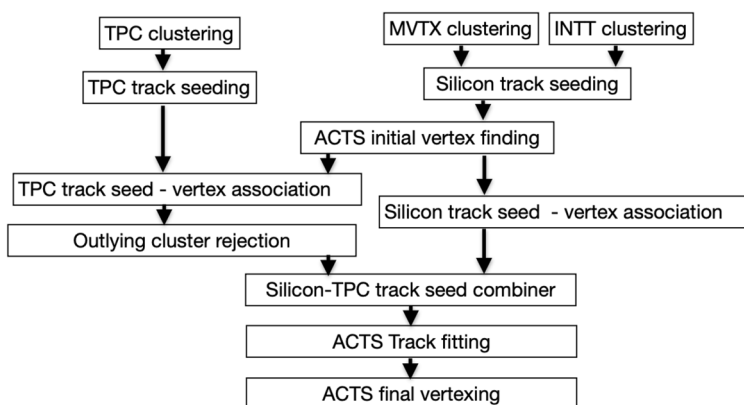 TPC clustering
MVTX clustering
INTT clustering
TPC track seeding
Silicon track seeding
ACTS initial vertex finding
TPC track seed - vertex association
Silicon track seed - vertex association
Outlying cluster rejection
Silicon-TPC track seed combiner
ACTS Track fitting
ACTS final vertexing